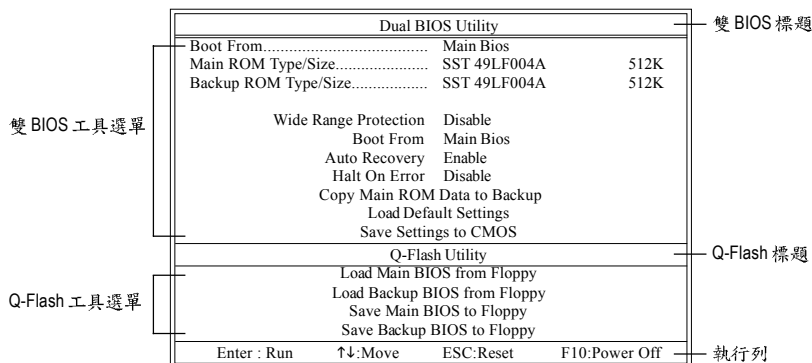 Dual BIOS Utility
雙 BIOS 標題
Boot From...................................... Main Bios
Main ROM Type/Size..................... SST 49LF004A 512K
Backup ROM Type/Size................. SST 49LF004A 512K
雙 BIOS 工具選單
Wide Range Protection Disable
Boot From Main Bios
Auto Recovery Enable
Halt On Error Disable
Copy Main ROM Data to Backup
Load Default Settings
Save Settings to CMOS
Q-Flash Utility
Q-Flash 標題
Q-Flash 工具選單
Load Main BIOS from Floppy
Load Backup BIOS from Floppy
Save Main BIOS to Floppy
Save Backup BIOS to Floppy
Enter : Run ↑↓:Move ESC:Reset F10:Power Off
執行列